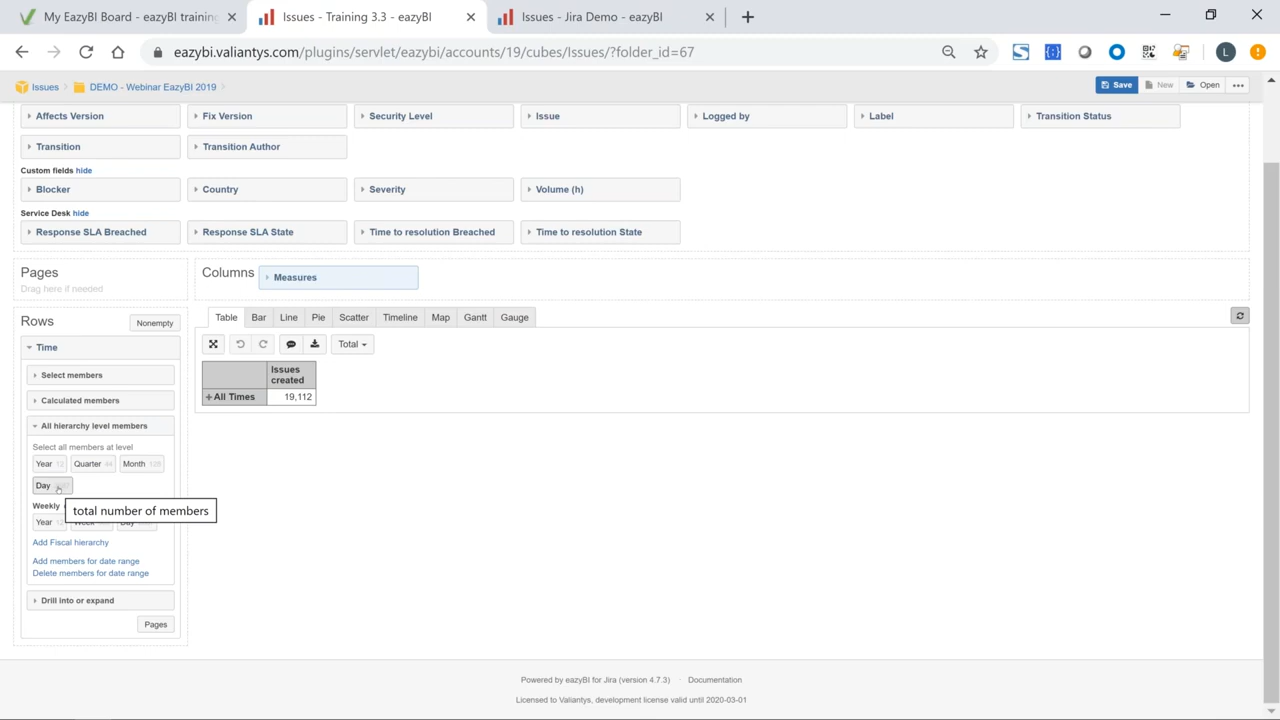 My EazyBI Board - eazyBI training
Issues - Training 3.3 - eazyBI
Issues - Jira Demo - eazyBI
eazybi.valiantys.com/plugins/servlet/eazybi/accounts/19/cubes/Issues/?folder_id=67
L
Issues
DEMO - Webinar EazyBI 2019
Save
New
Open
Affects Version
Fix Version
Security Level
Issue
Logged by
Label
Transition Status
Transition
Transition Author
Custom fields hide
Blocker
Country
Severity
Volume (h)
Service Desk hide
Response SLA Breached
Response SLA State
Time to resolution Breached
Time to resolution State
Pages
Drag here if needed
Columns
Measures
Rows
Nonempty
Table
Bar
Line
Pie
Scatter
Timeline
Map
Gantt
Gauge
Time
Total
Issues
created
+ All Times
19,112
Select members
Calculated members
All hierarchy level members
Select all members at level
Year 12
Quarter
Month
Day
Weekly
total number of members
Year
Week
Day
Add Fiscal hierarchy
Add members for date range
Delete members for date range
Drill into or expand
Pages
Powered by eazyBI for Jira (version 4.7.3) · Documentation
Licensed to Valiantys, development license valid until 2020-03-01